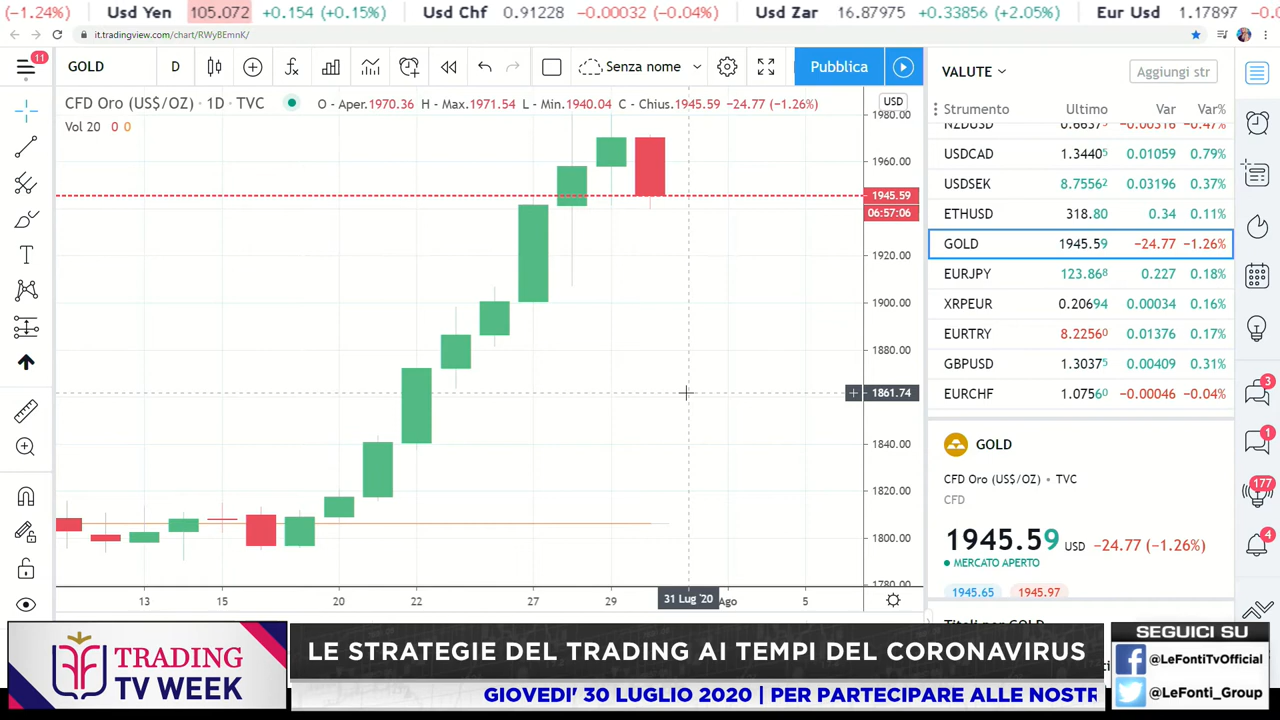 (−1.24%) Usd Yen 105.072 +0.154 (+0.15%) Usd Chf 0.91228 −0.00032 (−0.04%) Usd Zar 16.87975 +0.33856 (+2.05%) Eur Usd 1.17897 −0.0
it.tradingview.com/chart/RWyBEmnK/
11
GOLD D Senza nome Pubblica
CFD Oro (US$/OZ) · 1D · TVC O - Aper.1970.36 H - Max.1971.54 L - Min.1940.04 C - Chius.1945.59 −24.77 (−1.26%)
Vol 20 0 0
USD
1980.00
1960.00
1945.59
06:57:06
1920.00
1900.00
1880.00
1861.74
1840.00
1820.00
1800.00
1780.00
13 15 20 22 27 29 31 Lug '20 Ago 5
VALUTE Aggiungi str
Strumento Ultimo Var Var%
NZDUSD 0.6637⁵ −0.00316 −0.47%
USDCAD 1.3440⁵ 0.01059 0.79%
USDSEK 8.7556² 0.03196 0.37%
ETHUSD 318.80 0.34 0.11%
GOLD 1945.59 −24.77 −1.26%
EURJPY 123.86⁸ 0.227 0.18%
XRPEUR 0.20694 0.00034 0.16%
EURTRY 8.2256⁰ 0.01376 0.17%
GBPUSD 1.3037⁵ 0.00409 0.31%
EURCHF 1.0756⁰ −0.00046 −0.04%
GOLD
CFD Oro (US$/OZ) • TVC
CFD
1945.59 USD −24.77 (−1.26%)
MERCATO APERTO
1945.65 1945.97
Titoli per GOLD
3
1
177
4
TRADING
TV WEEK
LE STRATEGIE DEL TRADING AI TEMPI DEL CORONAVIRUS
GIOVEDI' 30 LUGLIO 2020 | PER PARTECIPARE ALLE NOSTR
SEGUICI SU
@LeFontiTvOfficial
@LeFonti_Group